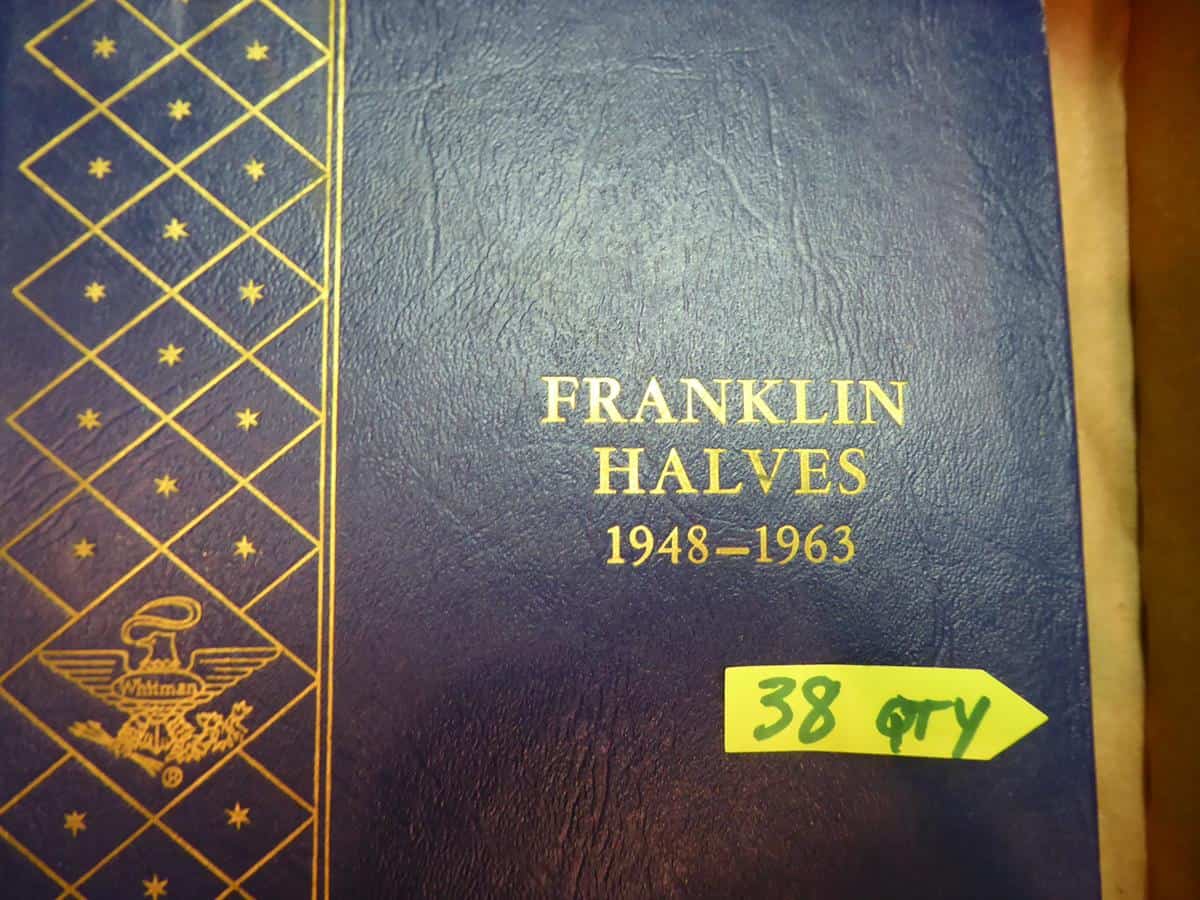 FRANKLIN
HALVES
1948–1963
38 QTY
Whitman
®